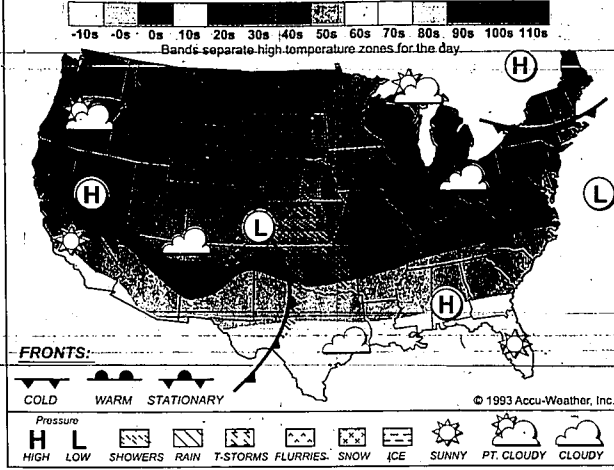 -10s -0s 0s 10s 20s 30s 40s 50s 60s 70s 80s 90s 100s 110s
Bands separate high temperature zones for the day.
H
H
L
L
H
FRONTS:
COLD WARM STATIONARY
© 1993 Accu-Weather, Inc.
Pressure
H L
HIGH LOW SHOWERS RAIN T-STORMS FLURRIES SNOW ICE SUNNY PT. CLOUDY CLOUDY